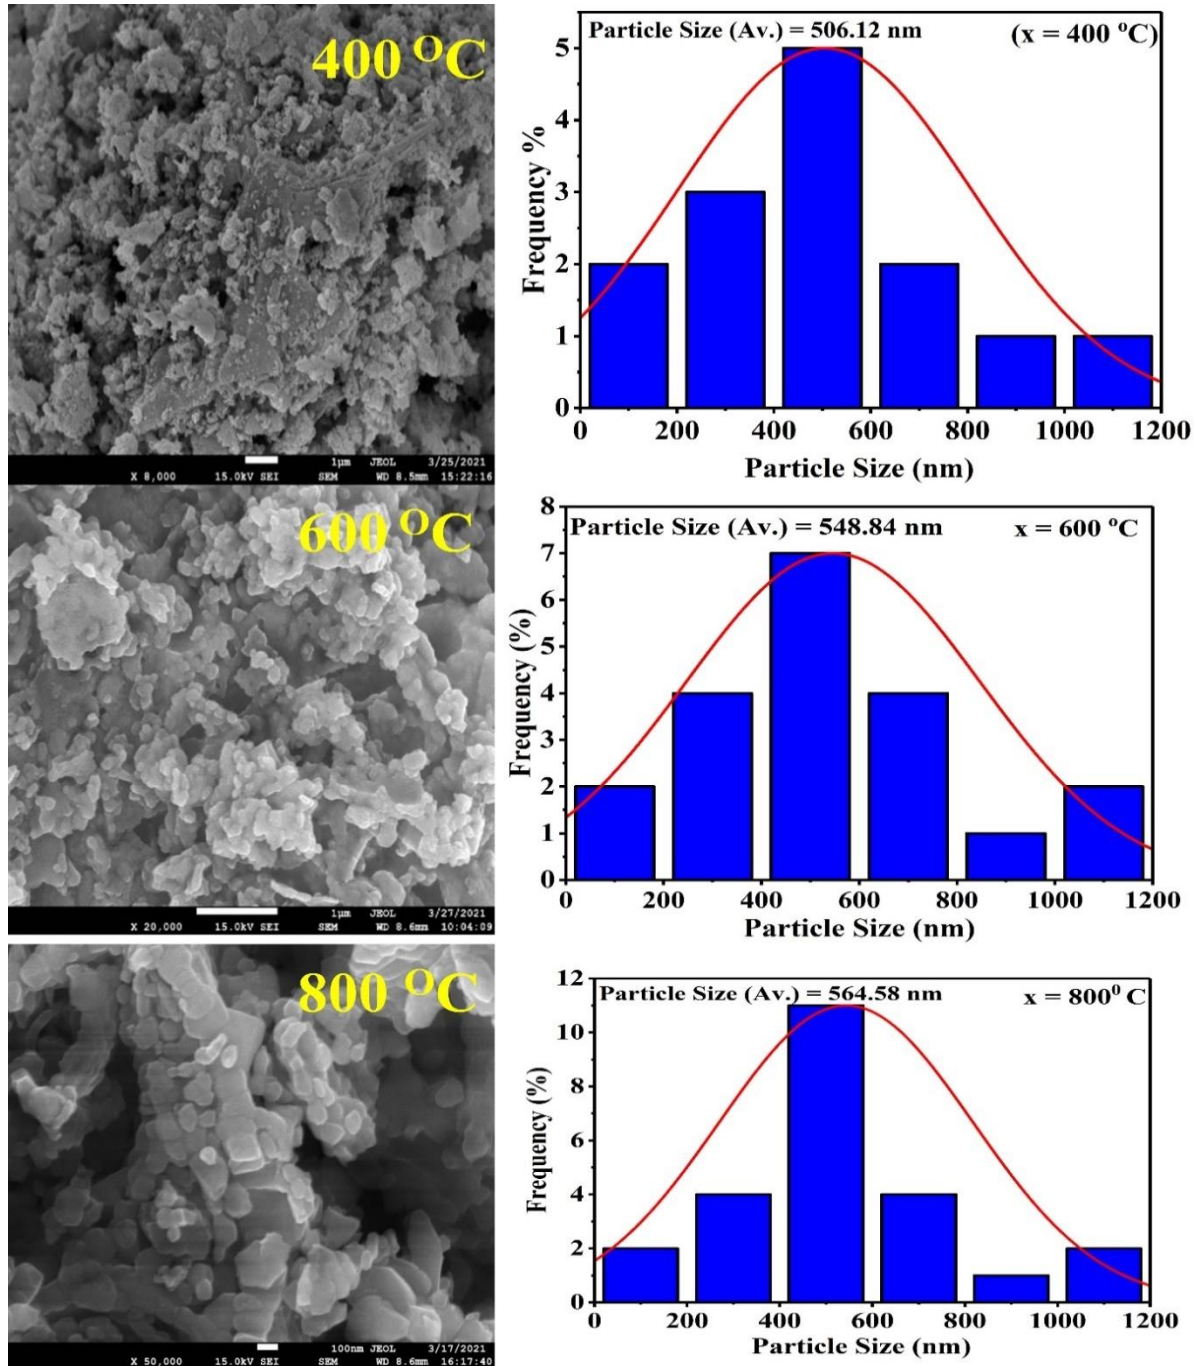 400 ᴼC
X 8,000 15.0kV SEI 1µm JEOL 3/25/2021
SEM WD 8.5mm 15:22:16
Particle Size (Av.) = 506.12 nm (x = 400 ᴼC)
Frequency %
5
4
3
2
1
0
0 200 400 600 800 1000 1200
Particle Size (nm)
600 ᴼC
X 20,000 15.0kV SEI 1µm JEOL 3/27/2021
SEM WD 8.6mm 10:04:09
Particle Size (Av.) = 548.84 nm x = 600 ᴼC
Frequency (%)
8
7
6
5
4
3
2
1
0
0 200 400 600 800 1000 1200
Particle Size (nm)
800 ᴼC
X 50,000 15.0kV SEI 100nm JEOL 3/17/2021
SEM WD 8.6mm 16:17:40
Particle Size (Av.) = 564.58 nm x = 800⁰ C
Frequency (%)
12
10
8
6
4
2
0
0 200 400 600 800 1000 1200
Particle Size (nm)